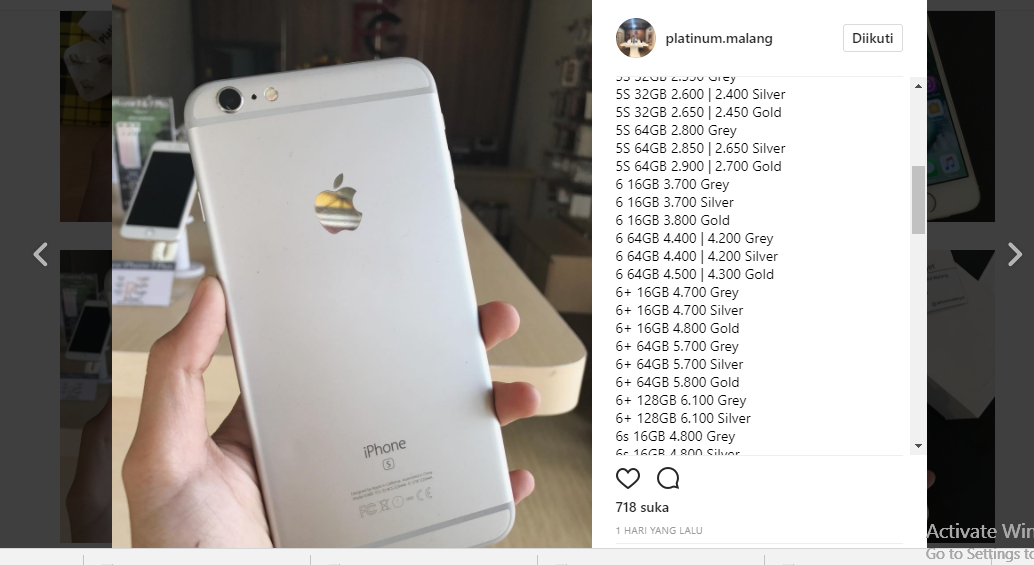 platinum.malang
Diikuti
5S 32GB 2.550 Grey
5S 32GB 2.600 | 2.400 Silver
5S 32GB 2.650 | 2.450 Gold
5S 64GB 2.800 Grey
5S 64GB 2.850 | 2.650 Silver
5S 64GB 2.900 | 2.700 Gold
6 16GB 3.700 Grey
6 16GB 3.700 Silver
6 16GB 3.800 Gold
6 64GB 4.400 | 4.200 Grey
6 64GB 4.400 | 4.200 Silver
6 64GB 4.500 | 4.300 Gold
6+ 16GB 4.700 Grey
6+ 16GB 4.700 Silver
6+ 16GB 4.800 Gold
6+ 64GB 5.700 Grey
6+ 64GB 5.700 Silver
6+ 64GB 5.800 Gold
6+ 128GB 6.100 Grey
6+ 128GB 6.100 Silver
6s 16GB 4.800 Grey
6s 16GB 4.800 Silver
718 suka
1 HARI YANG LALU
iPhone
S
Activate Win
Go to Settings to